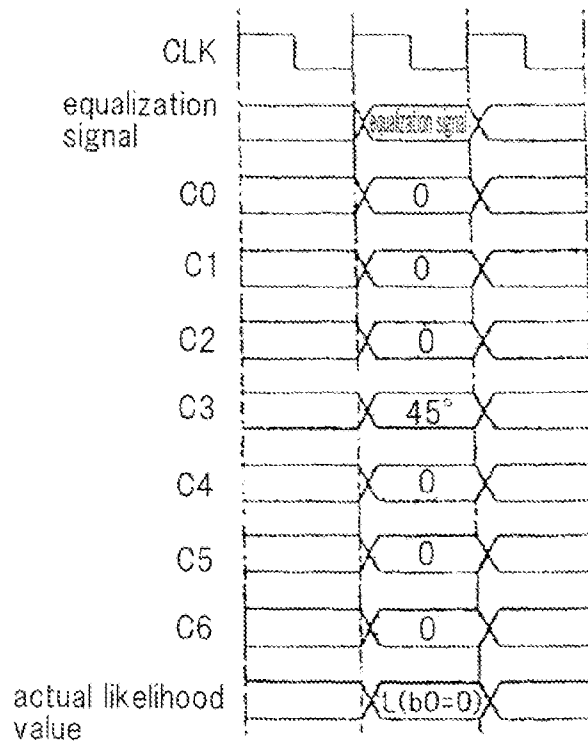 CLK
equalization
signal
equalization signal
C0
0
C1
0
C2
0
C3
45°
C4
0
C5
0
C6
0
actual likelihood
value
L(b0=0)